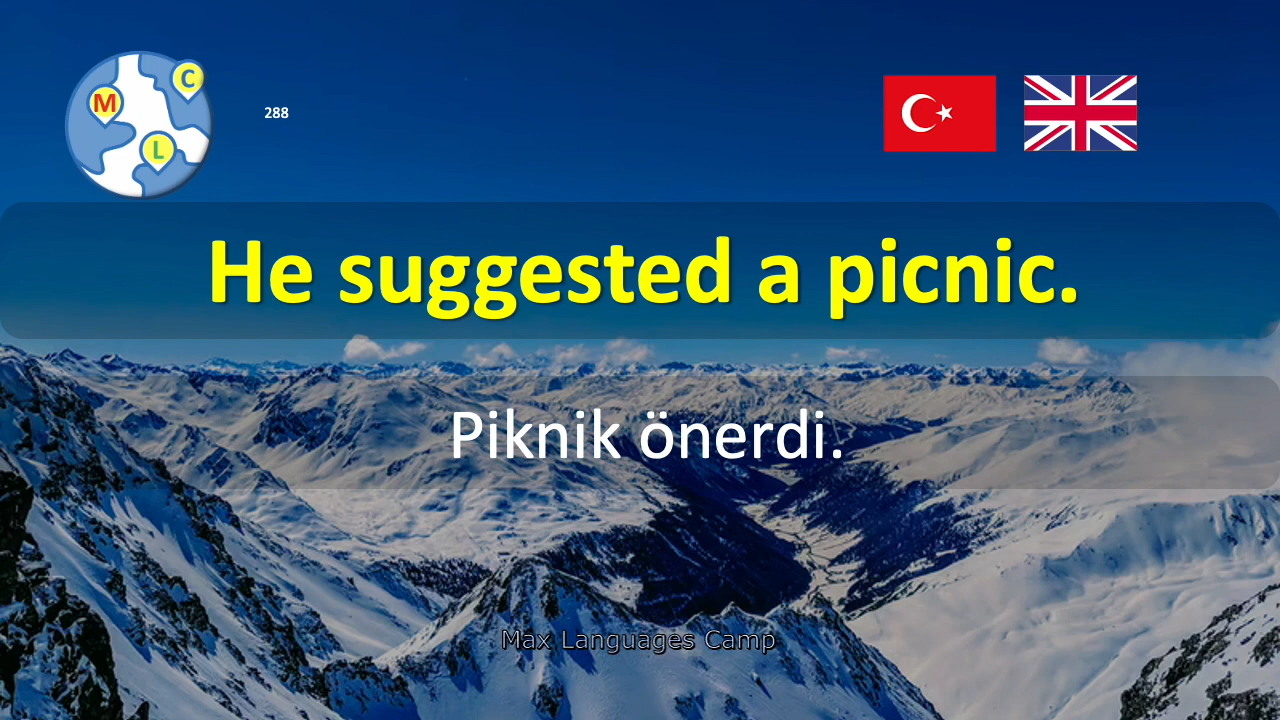 M
C
L
288
He suggested a picnic.
Piknik önerdi.
Max Languages Camp